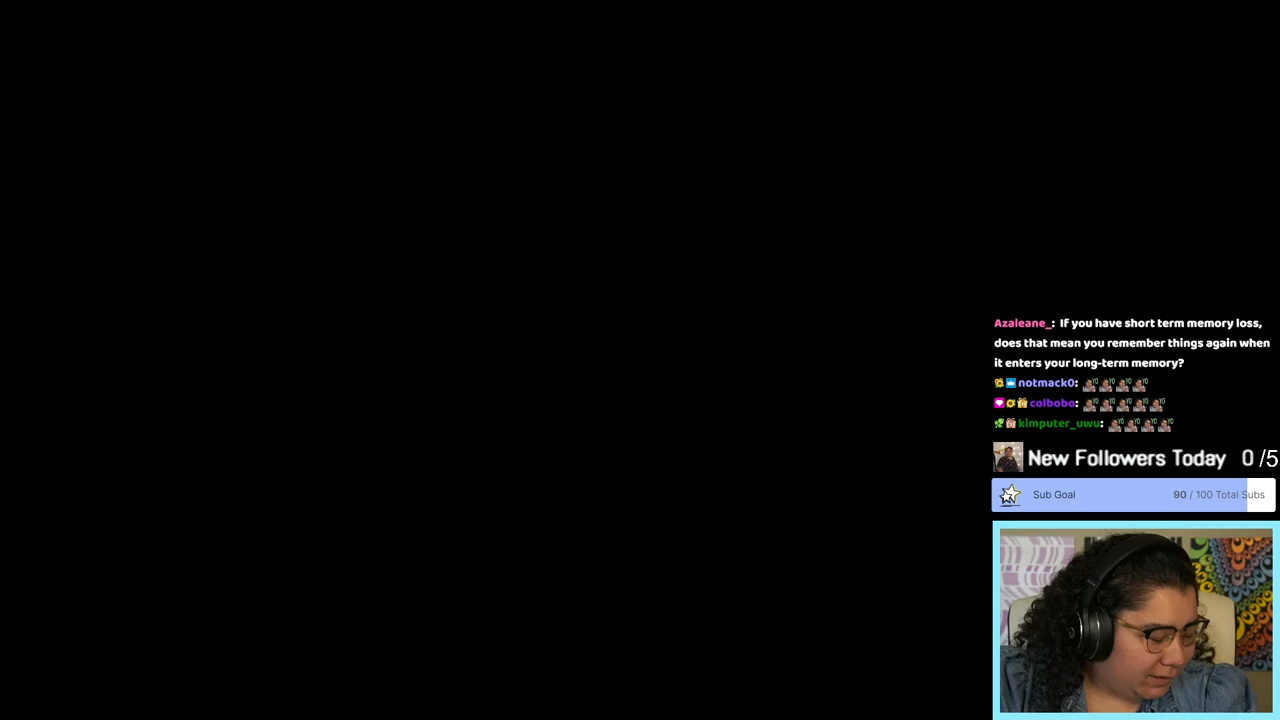 Azaleane_: If you have short term memory loss,
does that mean you remember things again when
it enters your long-term memory?
notmack0:
colbobo:
kimputer_uwu:
New Followers Today 0 /5
Sub Goal 90 / 100 Total Subs